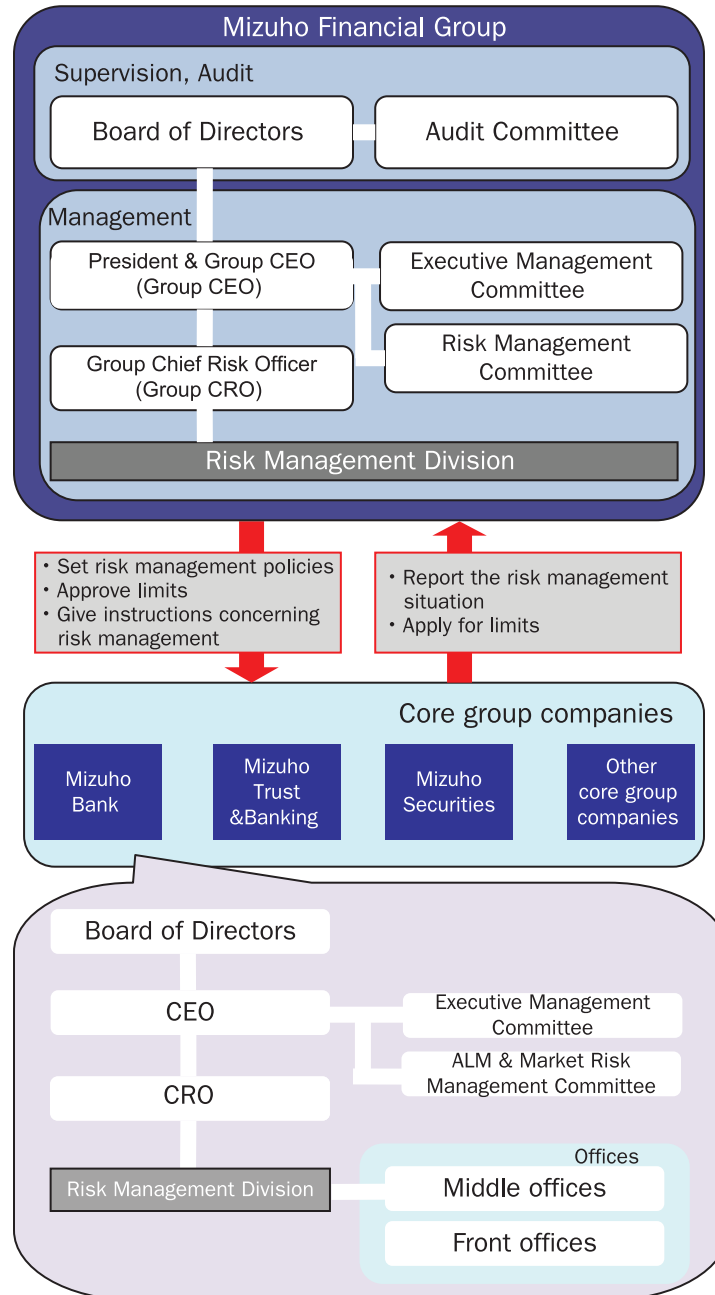 Mizuho Financial Group
Supervision, Audit
Board of Directors
Audit Committee
Management
President & Group CEO
(Group CEO)
Executive Management
Committee
Group Chief Risk Officer
(Group CRO)
Risk Management
Committee
Risk Management Division
・Set risk management policies
・Approve limits
・Give instructions concerning
risk management
・Report the risk management
situation
・Apply for limits
Core group companies
Mizuho
Bank
Mizuho
Trust
&Banking
Mizuho
Securities
Other
core group
companies
Board of Directors
CEO
Executive Management
Committee
ALM & Market Risk
Management Committee
CRO
Risk Management Division
Offices
Middle offices
Front offices